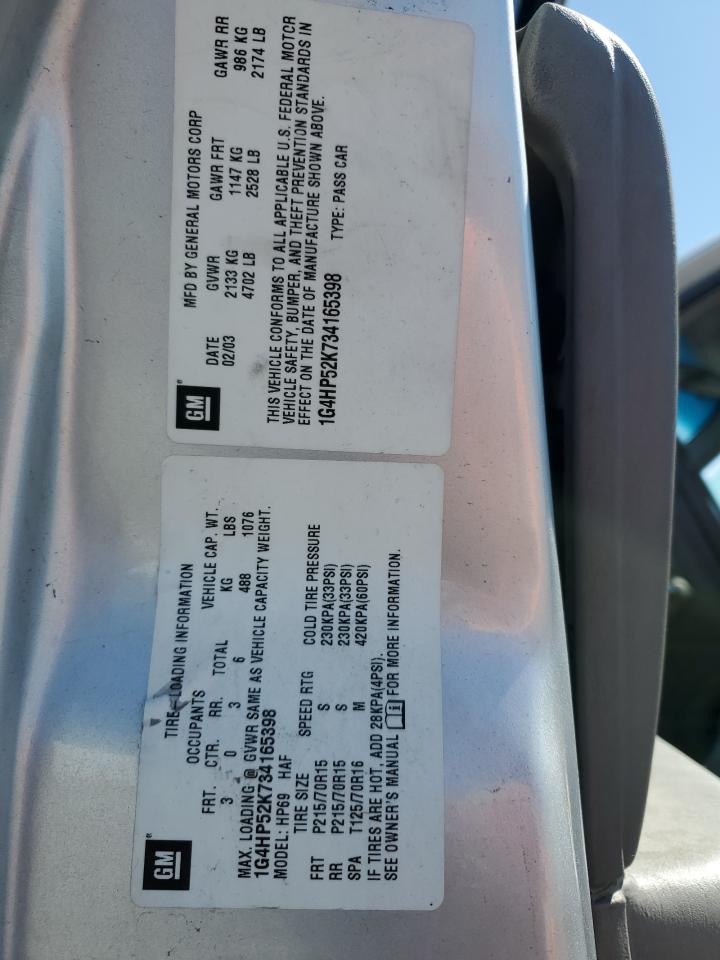 GM
TIRE-LOADING INFORMATION
OCCUPANTS VEHICLE CAP. WT.
FRT. CTR. RR. TOTAL KG LBS
3 0 3 6 488 1076
MAX. LOADING @ GVWR SAME AS VEHICLE CAPACITY WEIGHT.
1G4HP52K734165398
MODEL: HP69 HAF
TIRE SIZE SPEED RTG COLD TIRE PRESSURE
FRT P215/70R15 S 230KPA(33PSI)
RR P215/70R15 S 230KPA(33PSI)
SPA T125/70R16 M 420KPA(60PSI)
IF TIRES ARE HOT, ADD 28KPA(4PSI).
SEE OWNER'S MANUAL FOR MORE INFORMATION.
GM
MFD BY GENERAL MOTORS CORP
DATE GVWR GAWR FRT GAWR RR
02/03 2133 KG 1147 KG 986 KG
4702 LB 2528 LB 2174 LB
THIS VEHICLE CONFORMS TO ALL APPLICABLE U.S. FEDERAL MOTOR
VEHICLE SAFETY, BUMPER, AND THEFT PREVENTION STANDARDS IN
EFFECT ON THE DATE OF MANUFACTURE SHOWN ABOVE.
1G4HP52K734165398 TYPE: PASS CAR